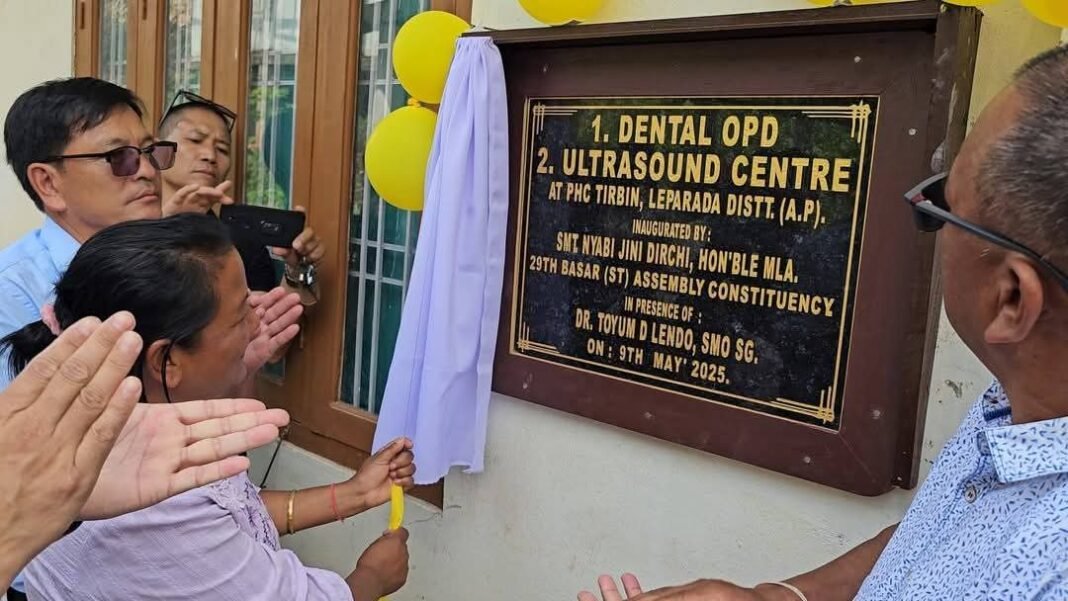 1. DENTAL OPD
2. ULTRASOUND CENTRE
AT PHC TIRBIN, LEPARADA DISTT. (A.P).
INAUGURATED BY :
SMT. NYABI JINI DIRCHI, HON'BLE MLA.
29TH BASAR (ST) ASSEMBLY CONSTITUENCY
IN PRESENCE OF :
DR. TOYUM D LENDO, SMO SG.
ON : 9TH MAY' 2025.